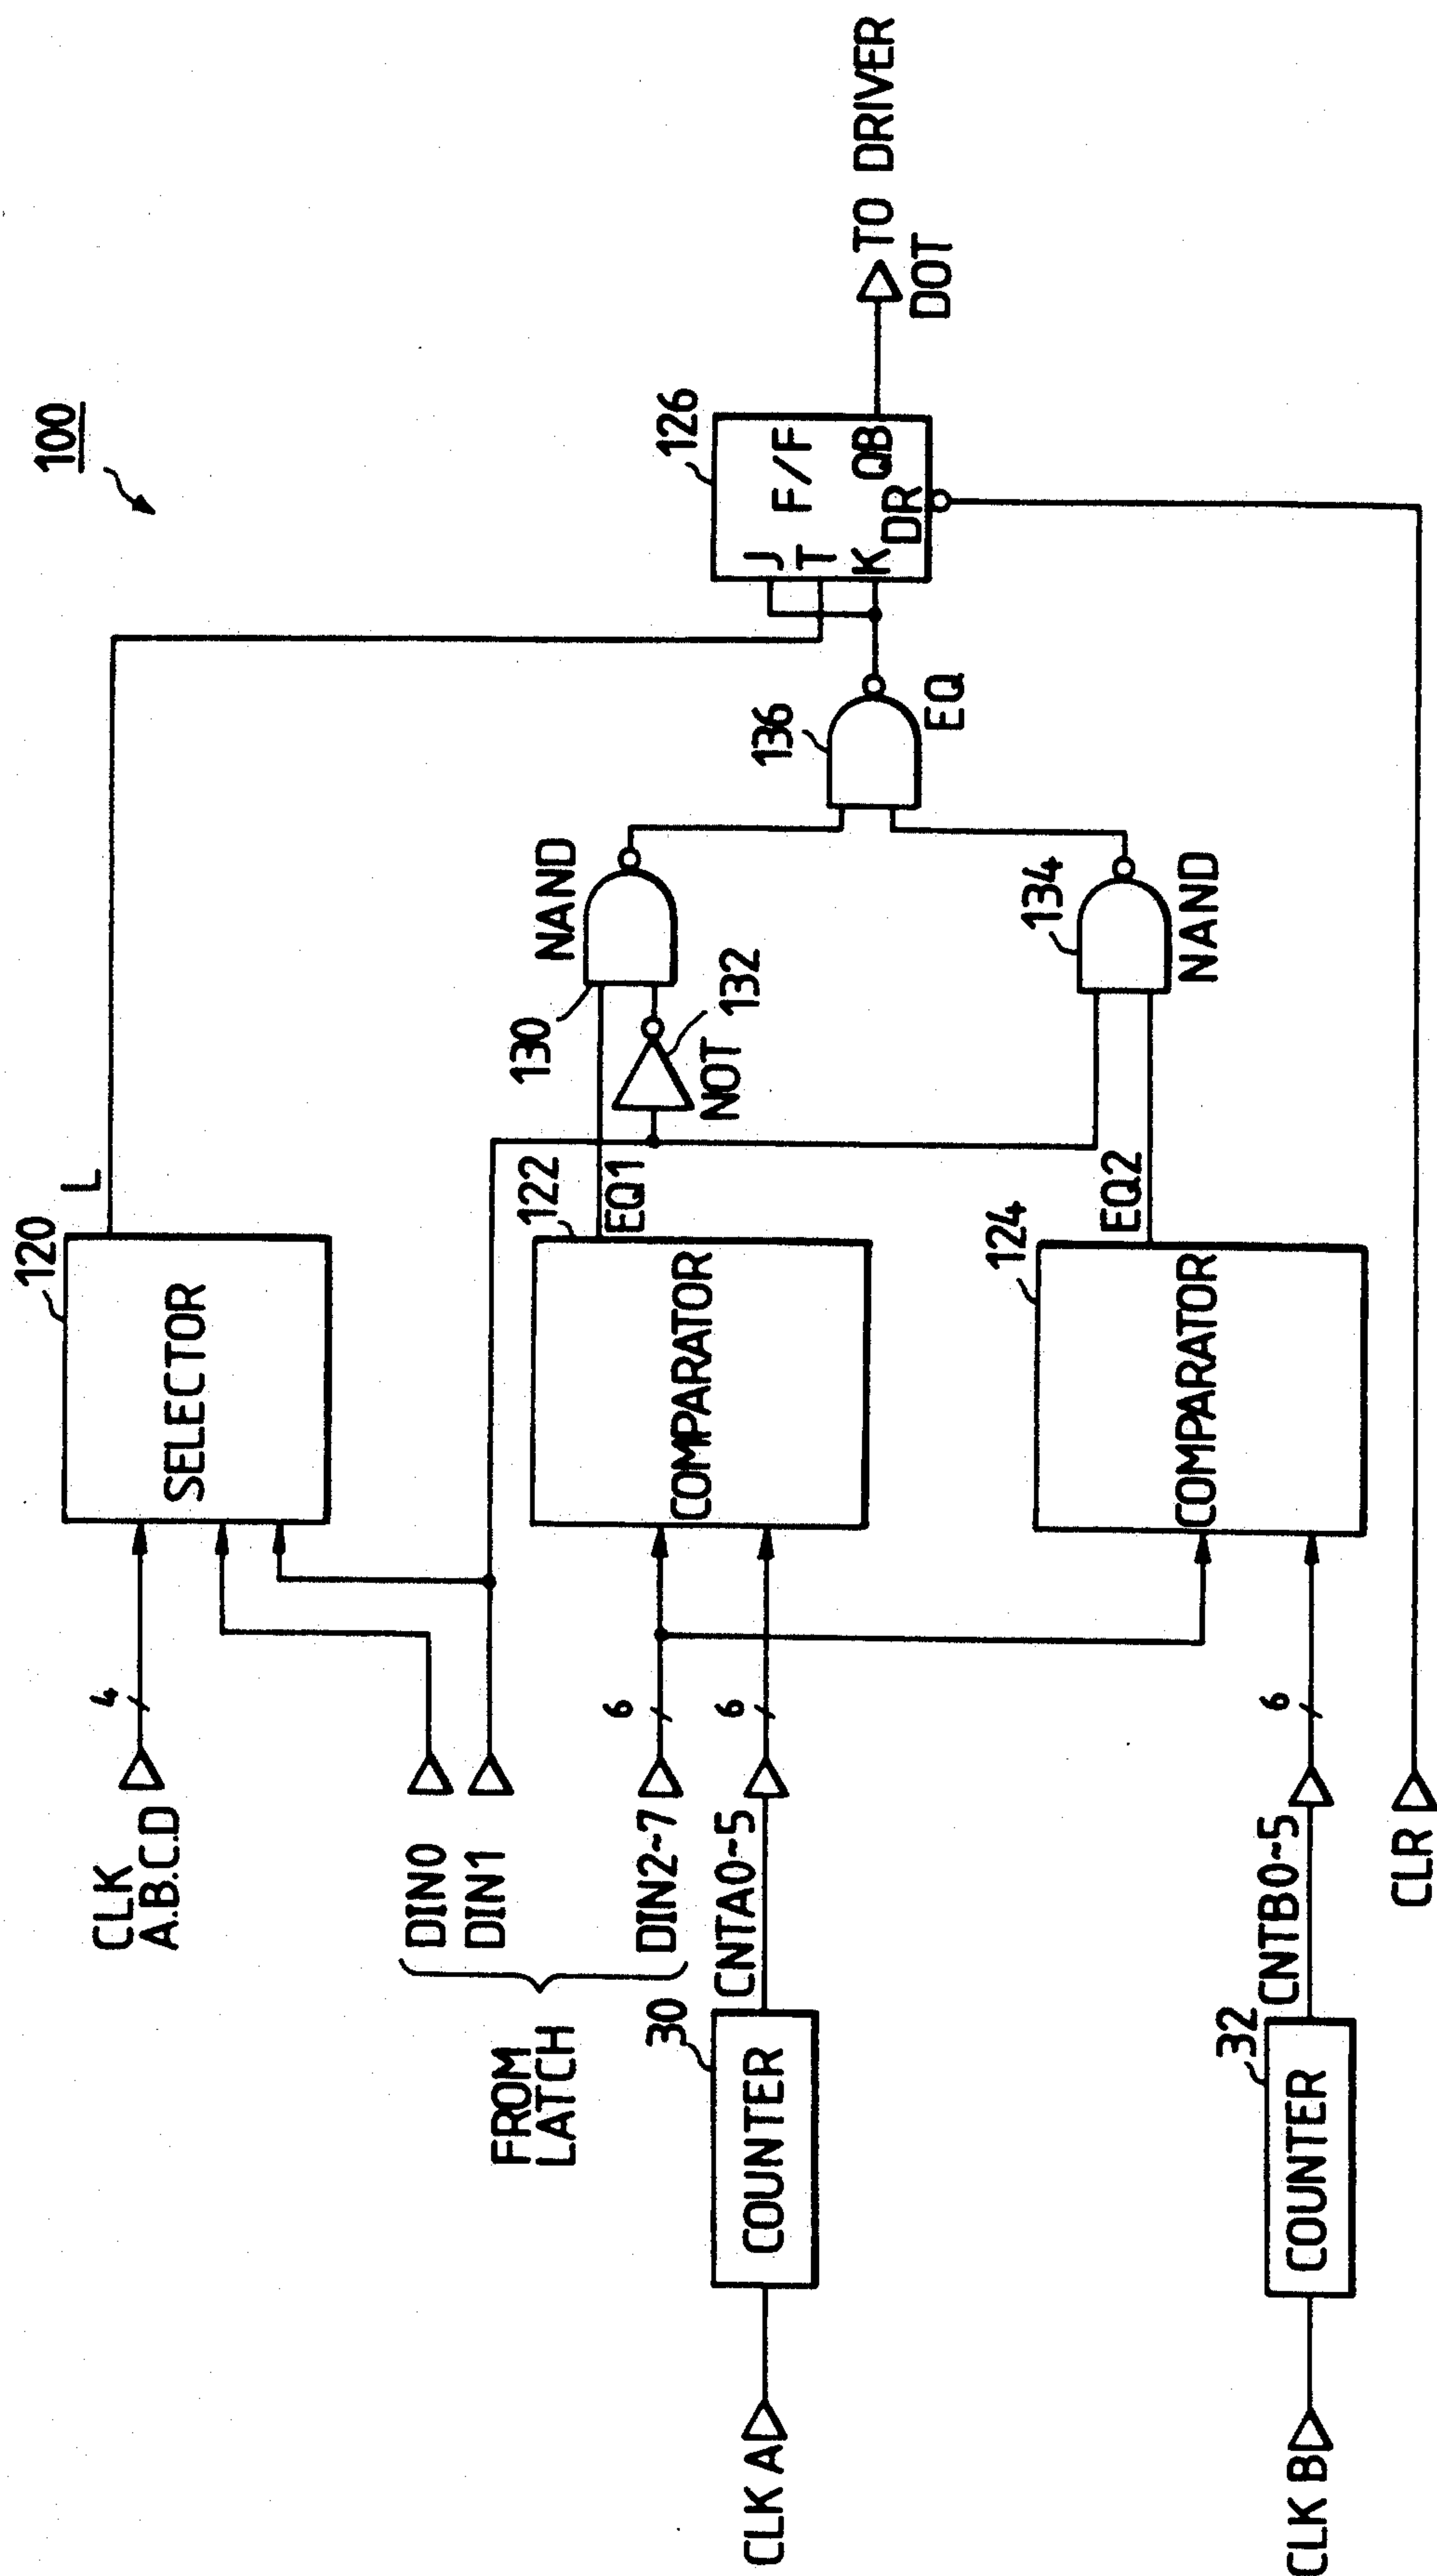 100
120
L
SELECTOR
4
CLK
A.B.C.D
DIN0
DIN1
FROM
LATCH
DIN2~7
6
CNTA0~5
6
30
COUNTER
CLK A
122
COMPARATOR
EQ1
130
NAND
NOT
132
124
COMPARATOR
EQ2
134
NAND
136
EQ
126
J
T
K
F/F
DR
QB
TO DRIVER
DOT
CNTB0~5
6
32
COUNTER
CLK B
CLR